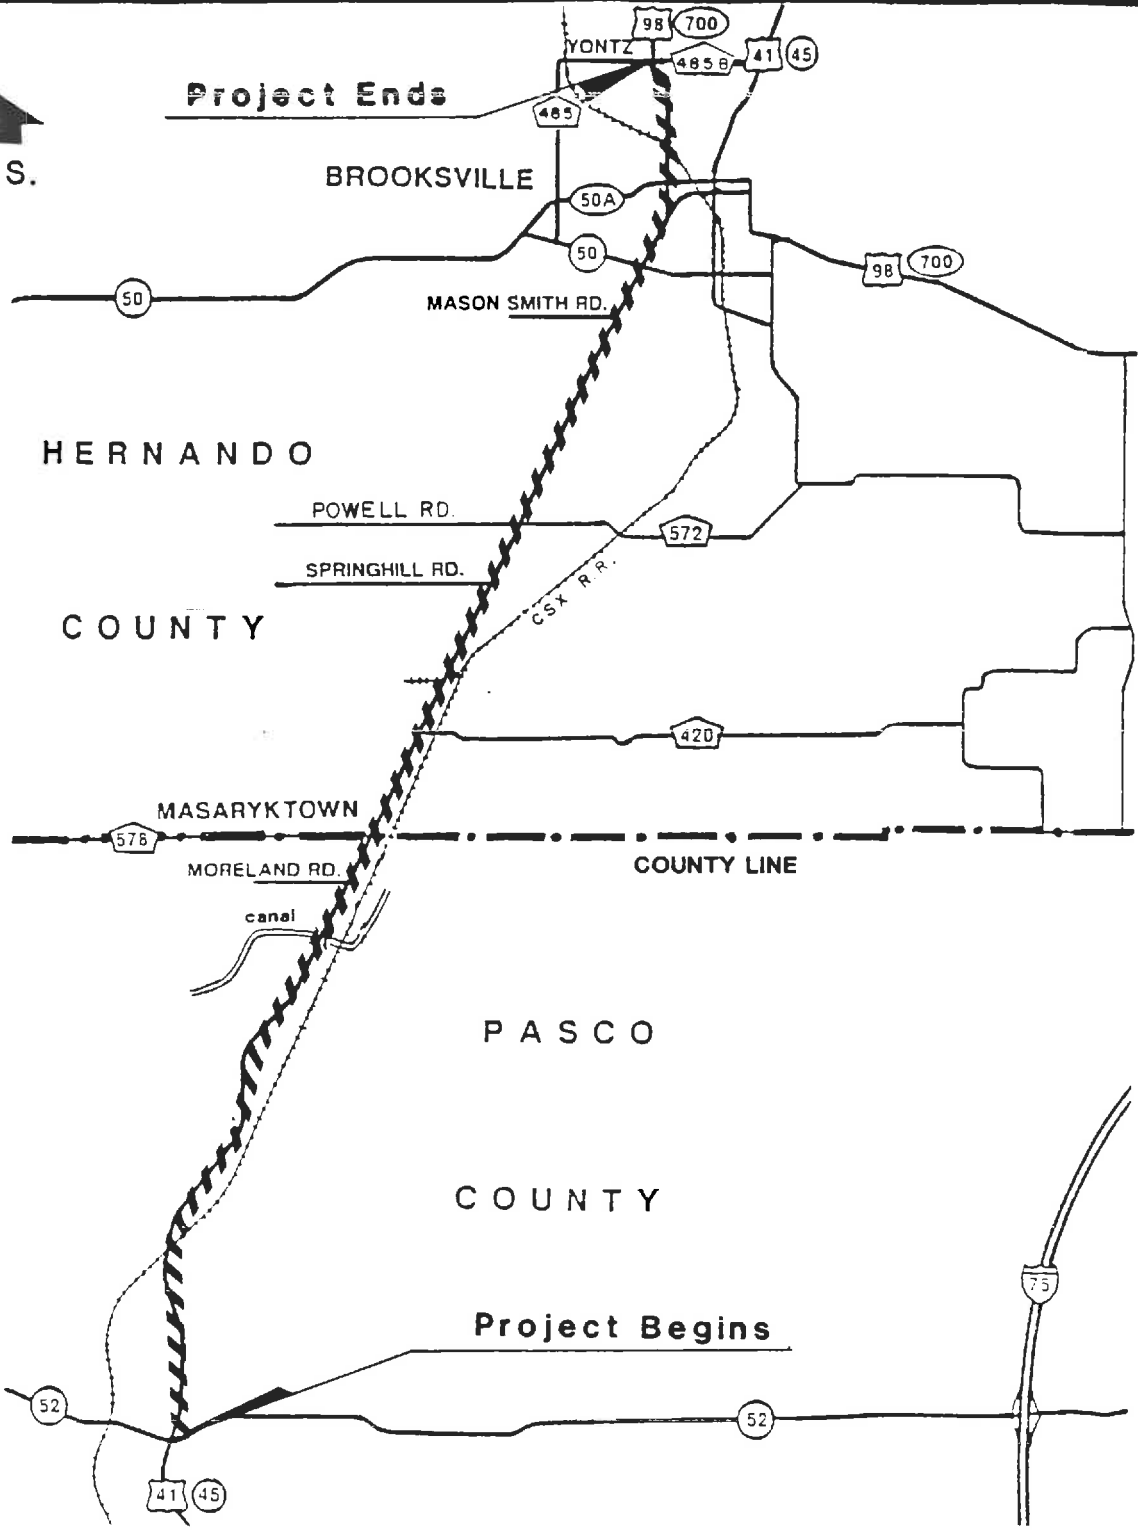 98 700
YONTZ
485B 41 45
Project Ends
485
S.
BROOKSVILLE
50A
50
98 700
50
MASON SMITH RD.
HERNANDO
POWELL RD.
572
SPRINGHILL RD.
CSX R.R.
COUNTY
420
MASARYKTOWN
578
COUNTY LINE
MORELAND RD.
canal
PASCO
COUNTY
75
Project Begins
52
52
41 45